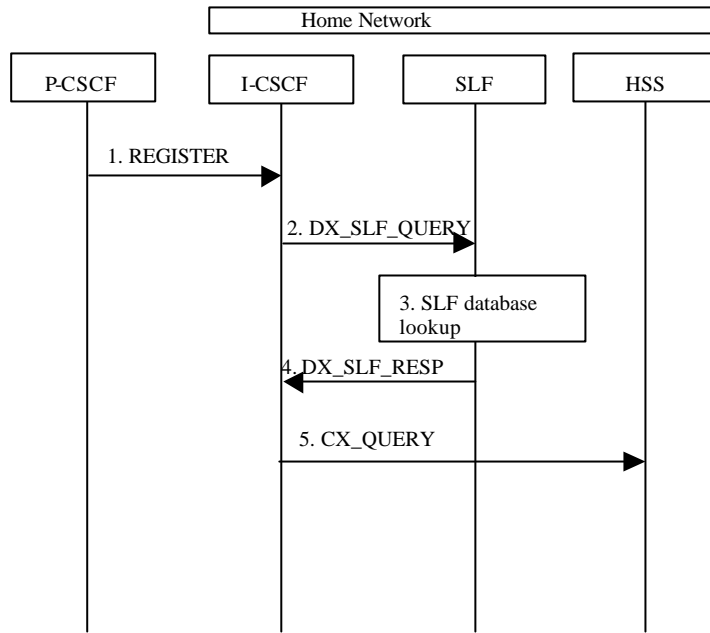 Home Network
P-CSCF
I-CSCF
SLF
HSS
1. REGISTER
2. DX_SLF_QUERY
3. SLF database
lookup
4. DX_SLF_RESP
5. CX_QUERY